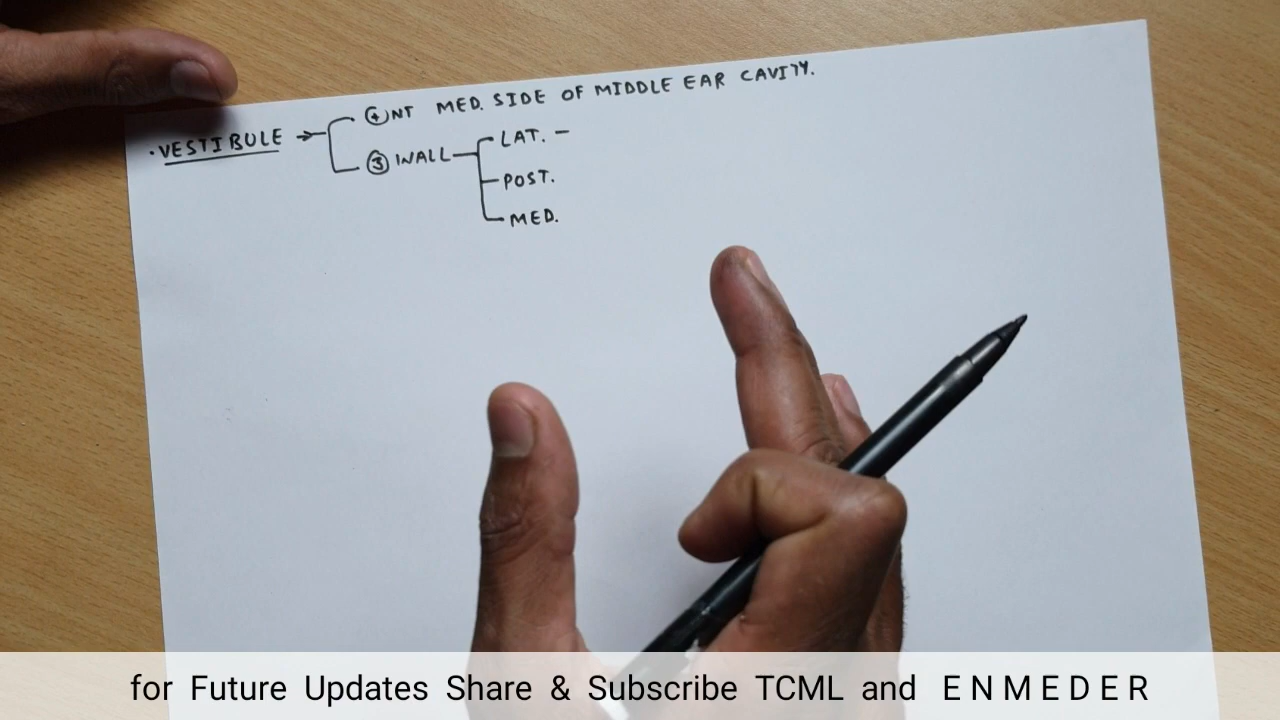 • VESTIBULE → (+)NT MED. SIDE OF MIDDLE EAR CAVITY.
③ WALL LAT. –
POST.
MED.
for Future Updates Share & Subscribe TCML and ENMEDER